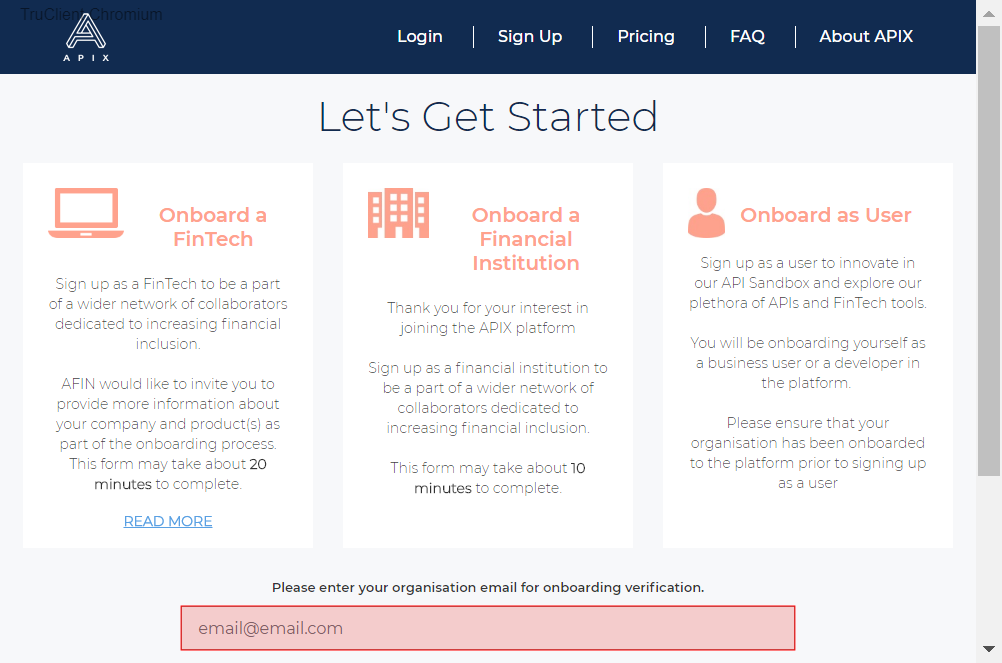 TruClient Chromium
APIX
Login
Sign Up
Pricing
FAQ
About APIX
Let's Get Started
Onboard a
FinTech
Sign up as a FinTech to be a part
of a wider network of collaborators
dedicated to increasing financial
inclusion.
AFIN would like to invite you to
provide more information about
your company and product(s) as
part of the onboarding process.
This form may take about 20
minutes to complete.
READ MORE
Onboard a
Financial
Institution
Thank you for your interest in
joining the APIX platform
Sign up as a financial institution to
be a part of a wider network of
collaborators dedicated to
increasing financial inclusion.
This form may take about 10
minutes to complete.
Onboard as User
Sign up as a user to innovate in
our API Sandbox and explore our
plethora of APIs and FinTech tools.
You will be onboarding yourself as
a business user or a developer in
the platform.
Please ensure that your
organisation has been onboarded
to the platform prior to signing up
as a user
Please enter your organisation email for onboarding verification.
email@email.com